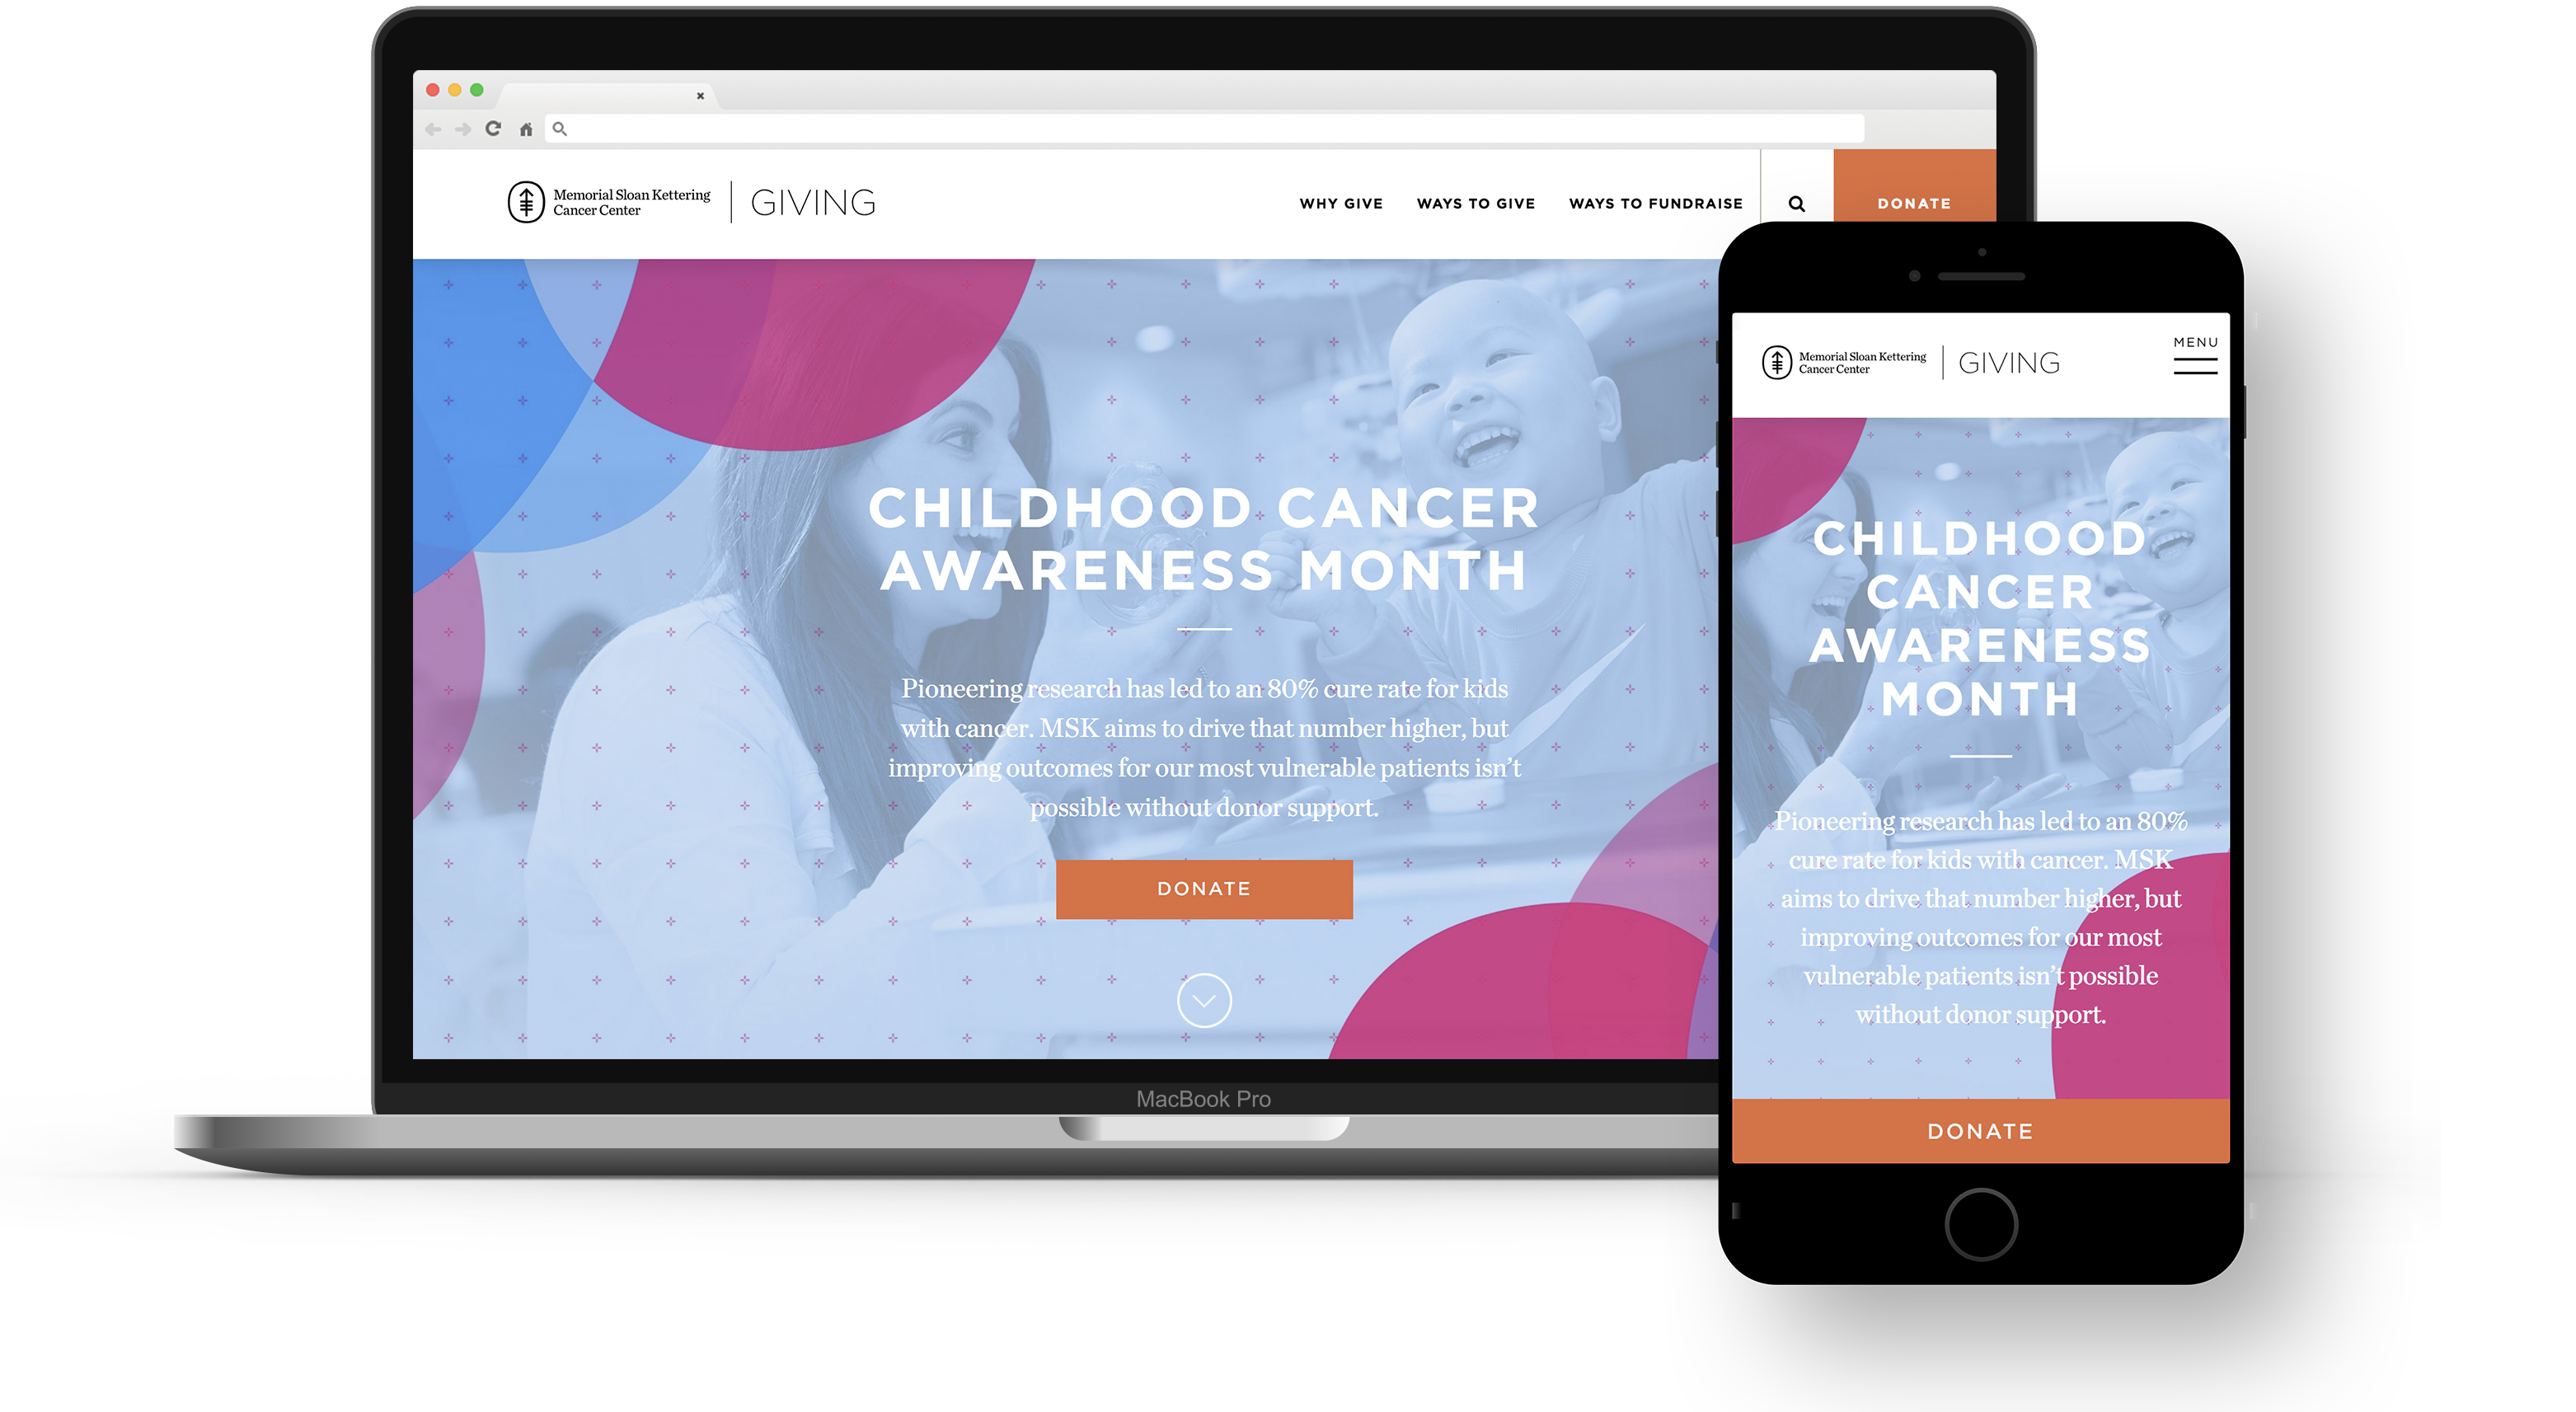 Memorial Sloan Kettering
Cancer Center
GIVING
WHY GIVE
WAYS TO GIVE
WAYS TO FUNDRAISE
DONATE
CHILDHOOD CANCER
AWARENESS MONTH
Pioneering research has led to an 80% cure rate for kids
with cancer. MSK aims to drive that number higher, but
improving outcomes for our most vulnerable patients isn’t
possible without donor support.
DONATE
MacBook Pro
Memorial Sloan Kettering
Cancer Center
GIVING
MENU
CHILDHOOD
CANCER
AWARENESS
MONTH
Pioneering research has led to an 80%
cure rate for kids with cancer. MSK
aims to drive that number higher, but
improving outcomes for our most
vulnerable patients isn’t possible
without donor support.
DONATE